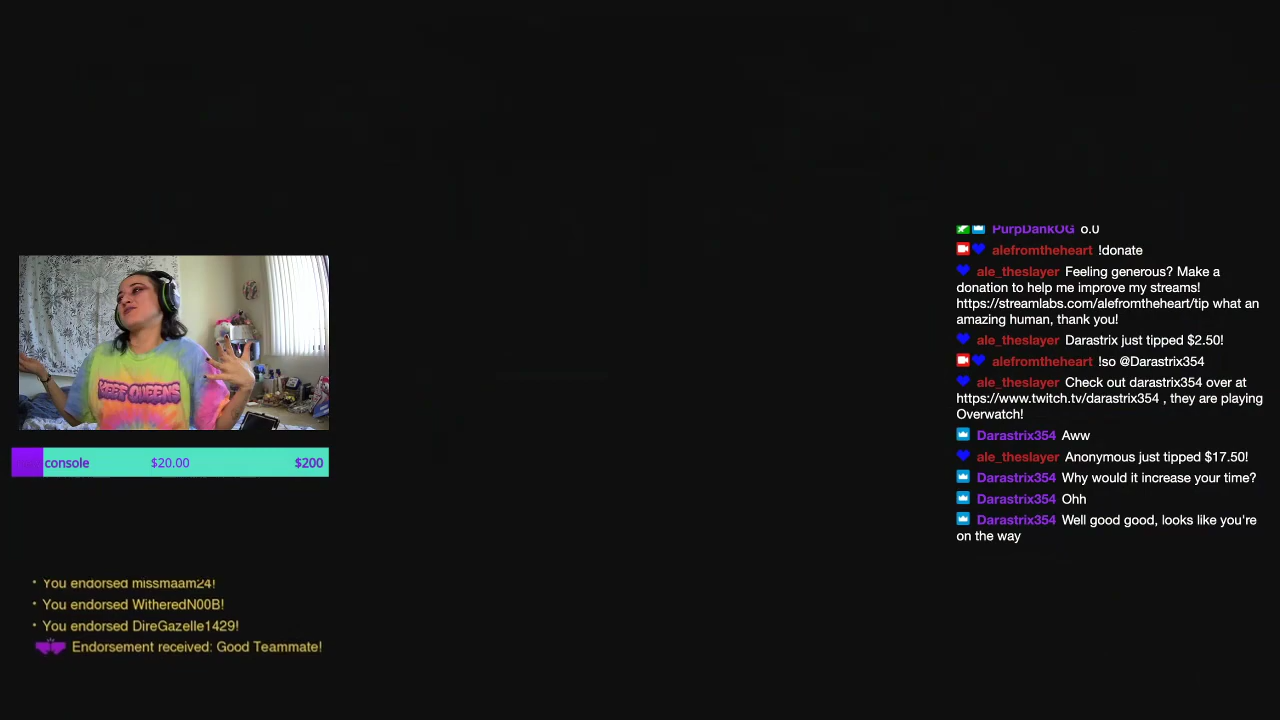 PurpDankOG o.0
alefromtheheart !donate
ale_theslayer Feeling generous? Make a
donation to help me improve my streams!
https://streamlabs.com/alefromtheheart/tip what an
amazing human, thank you!
ale_theslayer Darastrix just tipped $2.50!
alefromtheheart !so @Darastrix354
ale_theslayer Check out darastrix354 over at
https://www.twitch.tv/darastrix354 , they are playing
Overwatch!
Darastrix354 Aww
ale_theslayer Anonymous just tipped $17.50!
Darastrix354 Why would it increase your time?
Darastrix354 Ohh
Darastrix354 Well good good, looks like you're
on the way
KEEF QUEENS
console $20.00 $200
• You endorsed missmaam24!
• You endorsed WitheredN00B!
• You endorsed DireGazelle1429!
Endorsement received: Good Teammate!